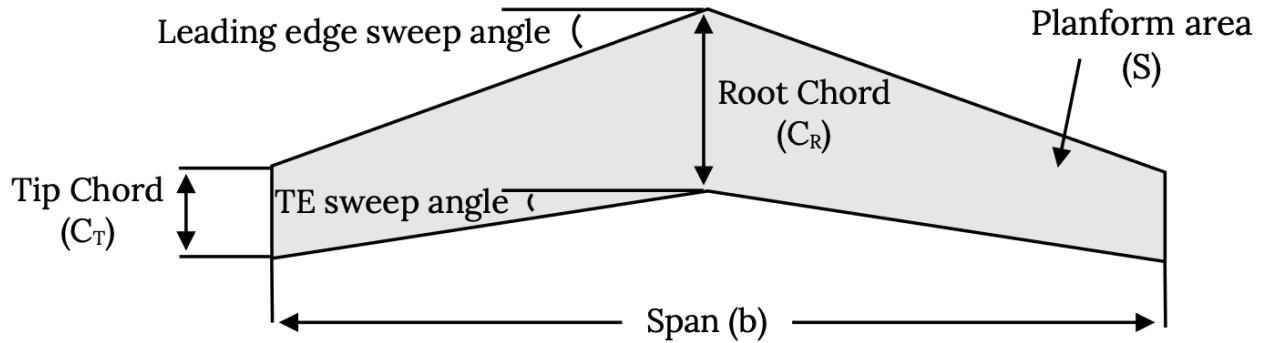 Leading edge sweep angle
Planform area
(S)
Root Chord
(CR)
Tip Chord
(CT)
TE sweep angle
Span (b)